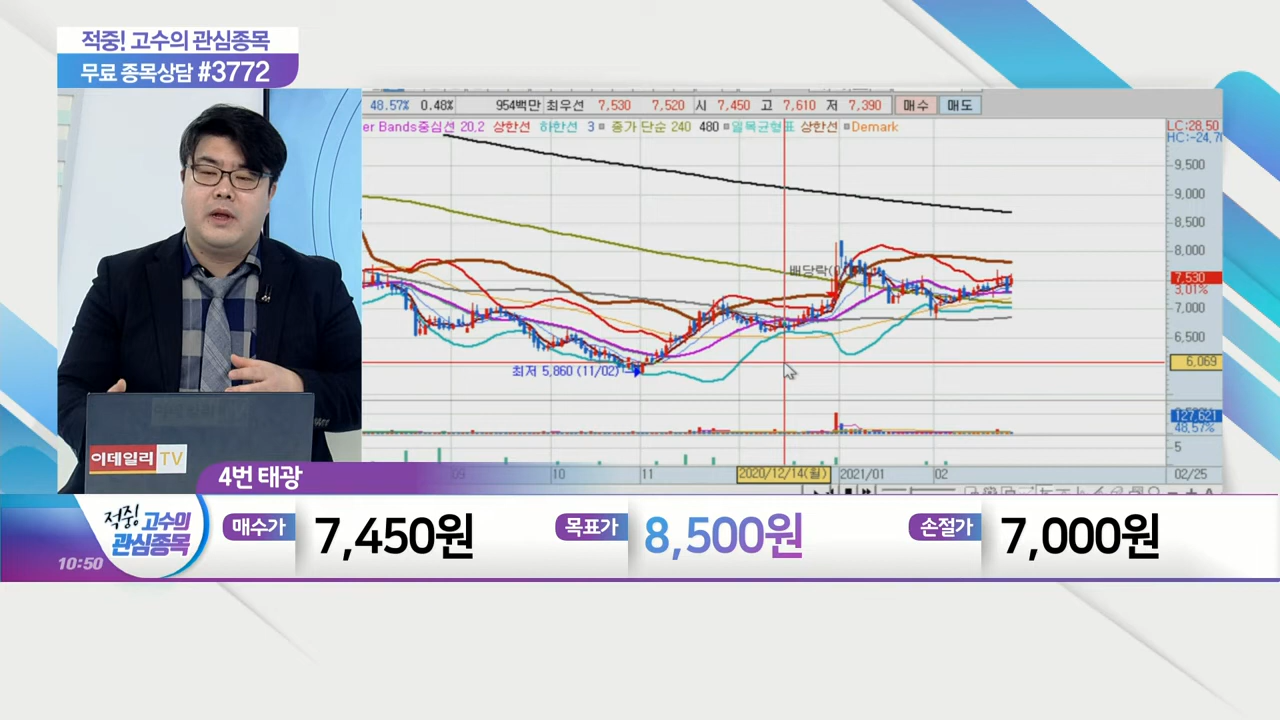 적중! 고수의 관심종목
무료 종목상담 #3772
48.57% 0.48% 954백만 최우선 7,530 7,520 시 7,450 고 7,610 저 7,390 매수 매도
er Bands중심선 20,2 상한선 하한선 3 종가 단순 240 480 일목균형표 상한선 Demark
LC:28.50
HC:-24.70
9,500
9,000
8,500
8,000
배당락
7,530
3.01%
7,000
6,500
6,069
최저 5,860 (11/02)
127,621
48.57%
5
09 10 11 2020/12/14(월) 2021/01 02 02/25
이데일리 TV
4번 태광
적중! 고수의
관심종목
10:50
매수가 7,450원 목표가 8,500원 손절가 7,000원